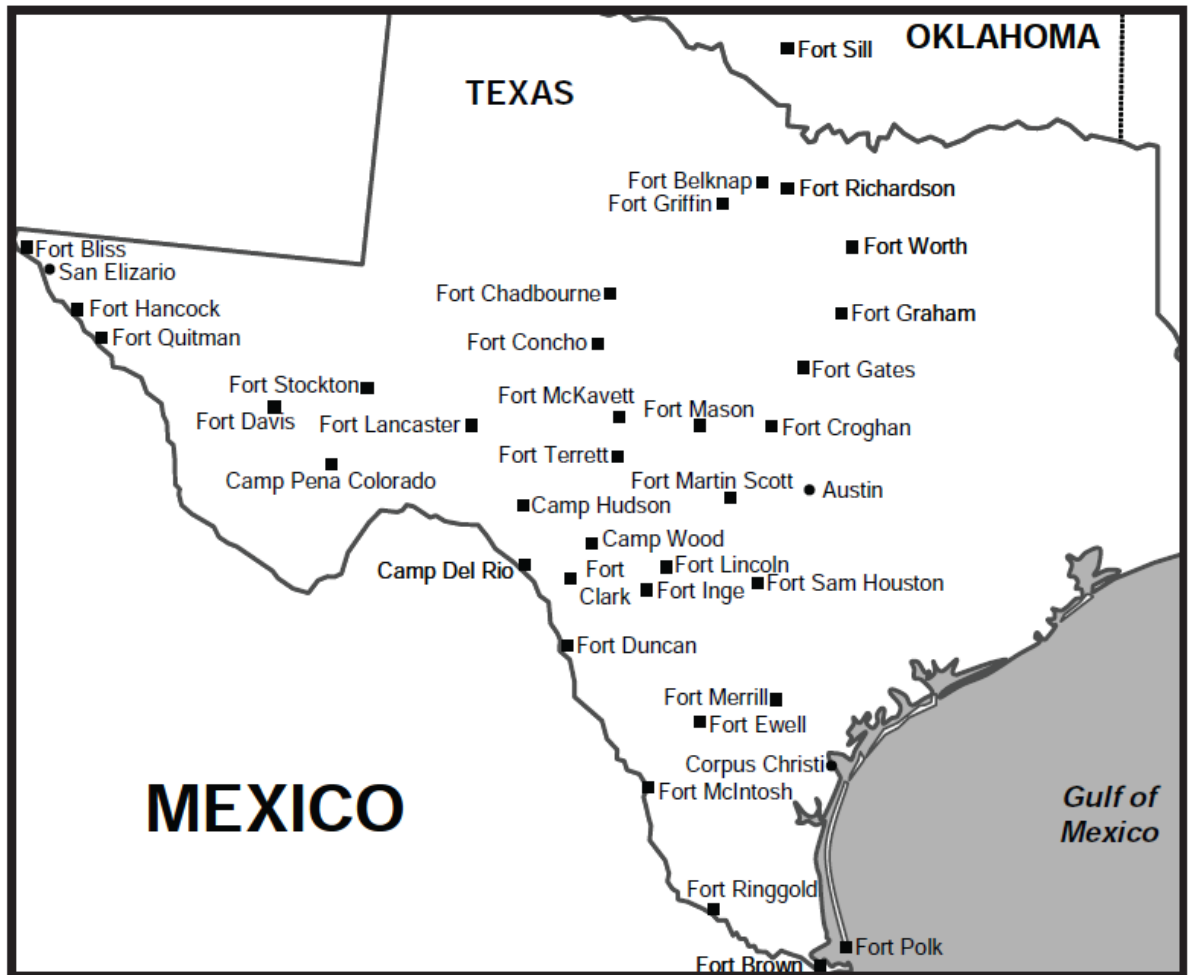 OKLAHOMA
Fort Sill
TEXAS
Fort Belknap
Fort Richardson
Fort Griffin
Fort Bliss
Fort Worth
San Elizario
Fort Chadbourne
Fort Hancock
Fort Graham
Fort Quitman
Fort Concho
Fort Gates
Fort Stockton
Fort McKavett
Fort Mason
Fort Davis
Fort Lancaster
Fort Croghan
Fort Terrett
Camp Pena Colorado
Fort Martin Scott
Austin
Camp Hudson
Camp Wood
Camp Del Rio
Fort
Clark
Fort Lincoln
Fort Inge
Fort Sam Houston
Fort Duncan
Fort Merrill
Fort Ewell
Corpus Christi
Fort McIntosh
MEXICO
Gulf of
Mexico
Fort Ringgold
Fort Polk
Fort Brown